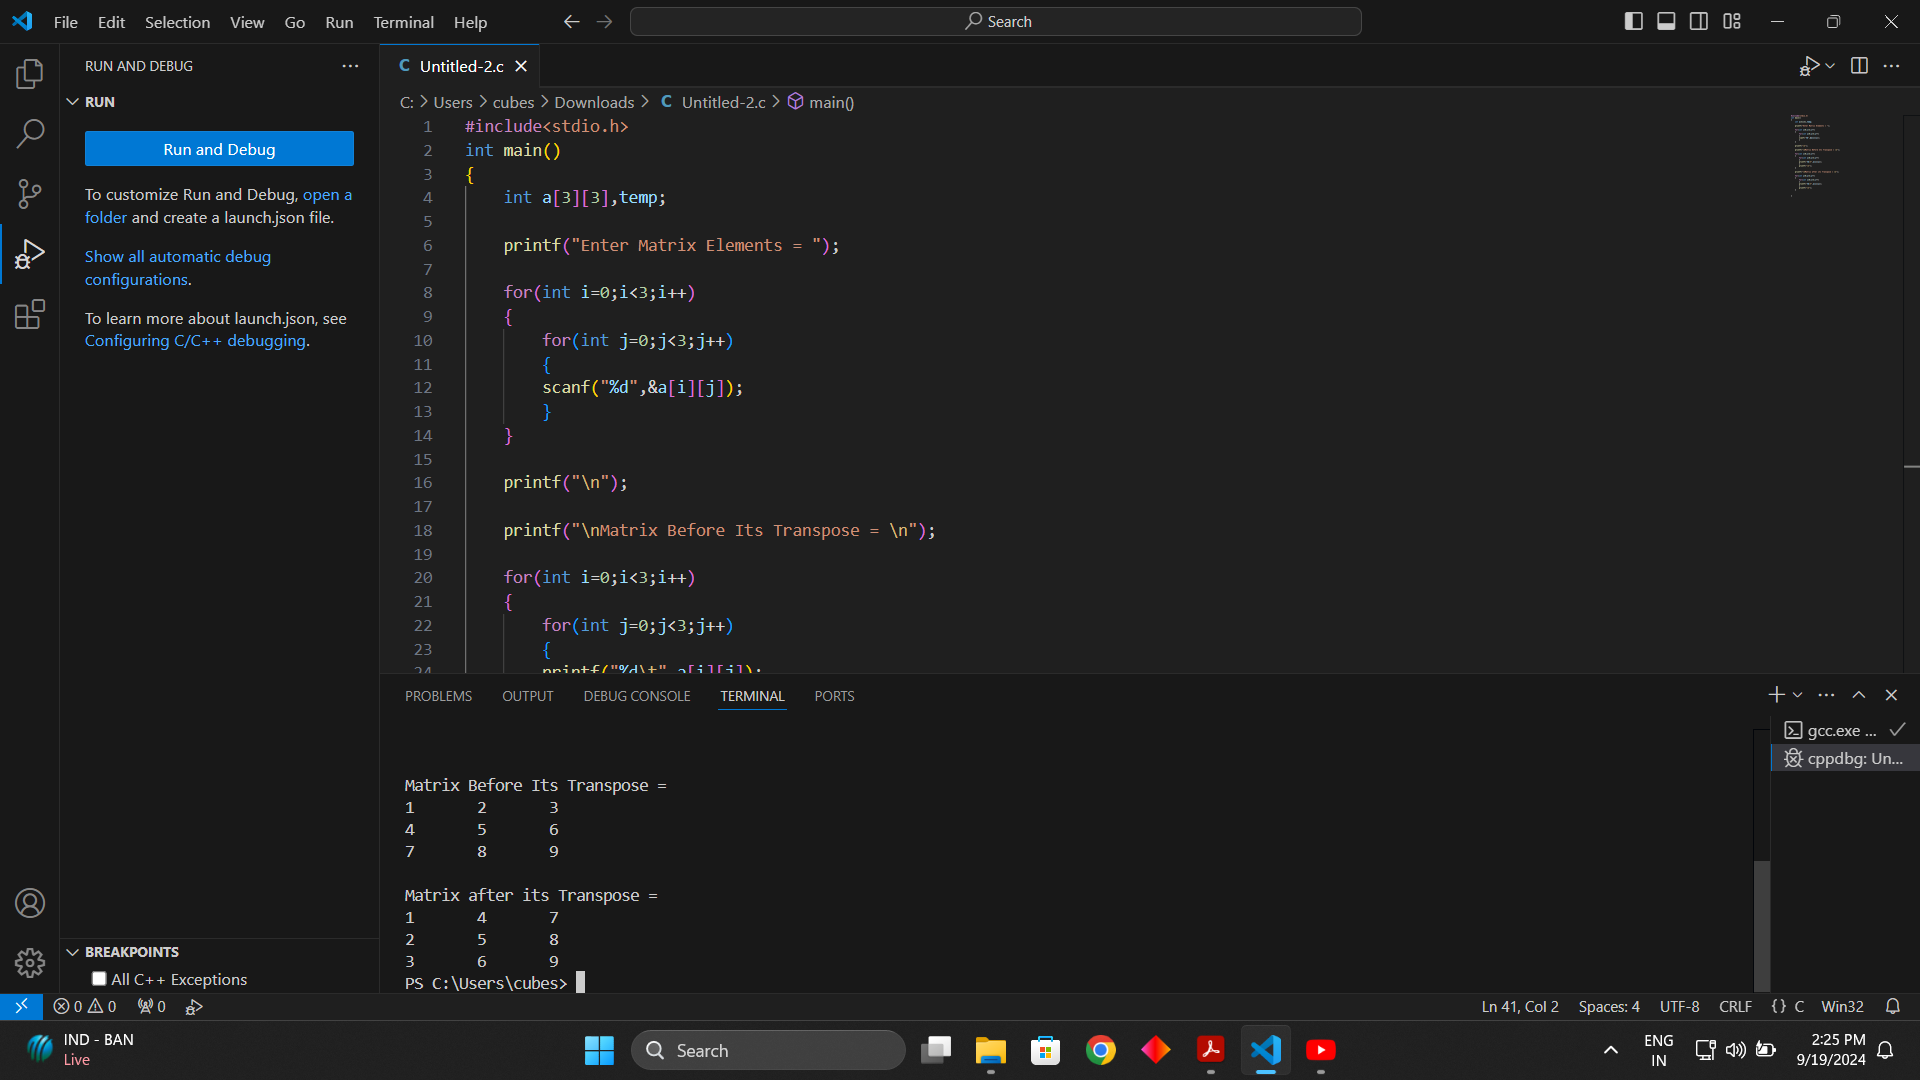 File Edit Selection View Go Run Terminal Help
Search
RUN AND DEBUG
Untitled-2.c
RUN
C: > Users > cubes > Downloads > C Untitled-2.c > main()
Run and Debug
To customize Run and Debug, open a
folder and create a launch.json file.
Show all automatic debug
configurations.
To learn more about launch.json, see
Configuring C/C++ debugging.
BREAKPOINTS
All C++ Exceptions
1 #include<stdio.h>
2 int main()
3 {
4 int a[3][3],temp;
5
6 printf("Enter Matrix Elements = ");
7
8 for(int i=0;i<3;i++)
9 {
10 for(int j=0;j<3;j++)
11 {
12 scanf("%d",&a[i][j]);
13 }
14 }
15
16 printf("\n");
17
18 printf("\nMatrix Before Its Transpose = \n");
19
20 for(int i=0;i<3;i++)
21 {
22 for(int j=0;j<3;j++)
23 {
24 printf("%d\t",a[i][j]);
PROBLEMS OUTPUT DEBUG CONSOLE TERMINAL PORTS
gcc.exe ...
cppdbg: Un...
Matrix Before Its Transpose =
1 2 3
4 5 6
7 8 9
Matrix after its Transpose =
1 4 7
2 5 8
3 6 9
PS C:\Users\cubes>
0 0 0
Ln 41, Col 2 Spaces: 4 UTF-8 CRLF {} C Win32
IND - BAN
Live
Search
ENG
IN
2:25 PM
9/19/2024